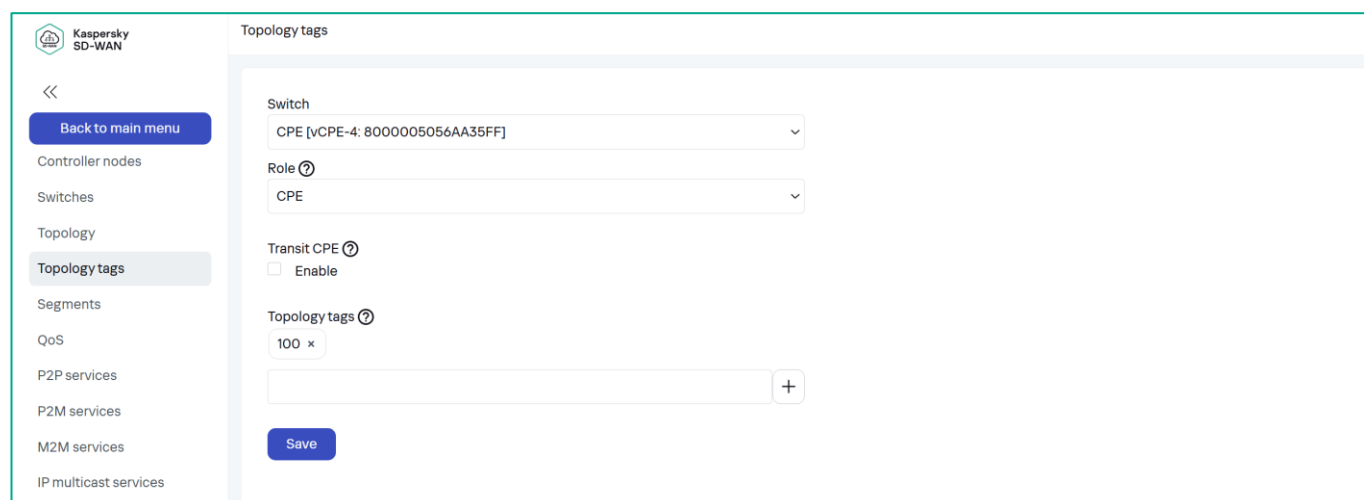 Kaspersky
SD-WAN
Topology tags
Back to main menu
Controller nodes
Switches
Topology
Topology tags
Segments
QoS
P2P services
P2M services
M2M services
IP multicast services
Switch
CPE [vCPE-4: 8000005056AA35FF]
Role ?
CPE
Transit CPE ?
Enable
Topology tags ?
100 ×
+
Save